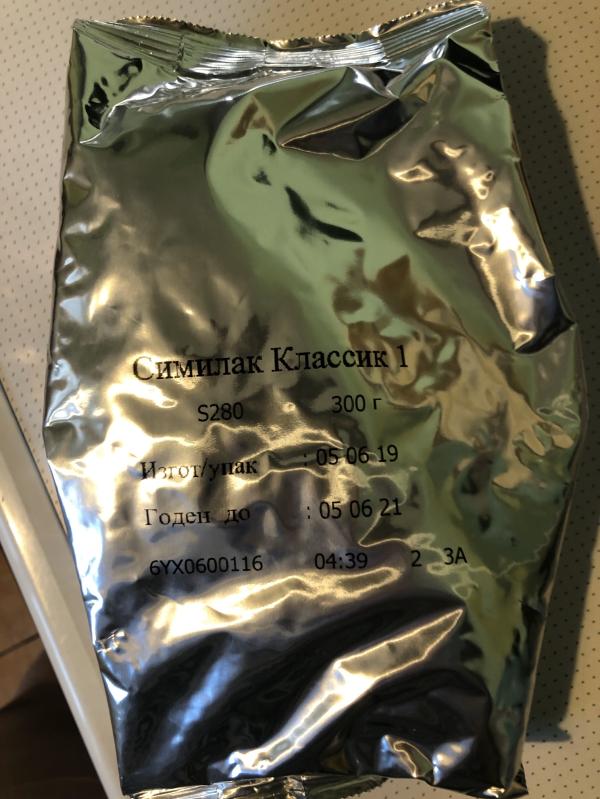 Симилак Классик 1
S280 300 г
Изгот/упак : 05 06 19
Годен до : 05 06 21
6YX0600116 04:39 2 3A